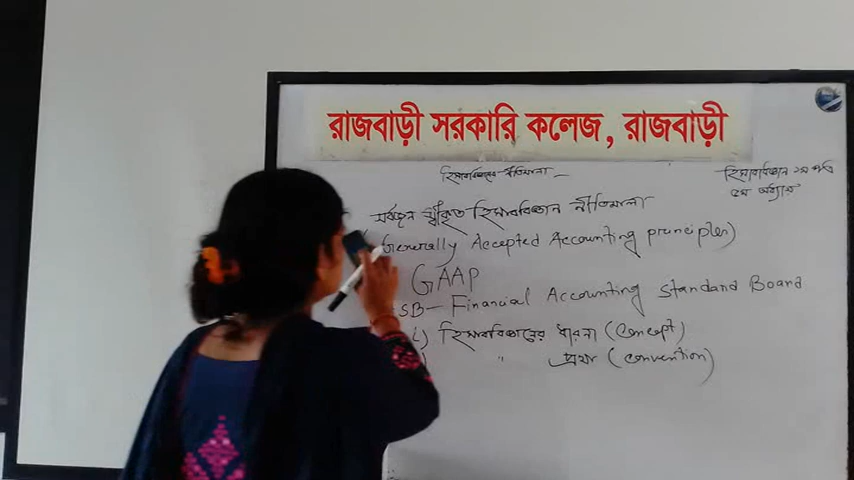 রাজবাড়ী সরকারি কলেজ, রাজবাড়ী
হিসাববিজ্ঞানের নীতিমালা -
হিসাববিজ্ঞান ১ম পত্র
৫ম অধ্যায়
সর্বজন স্বীকৃত হিসাববিজ্ঞান নীতিমালা
(Generally Accepted Accounting principles)
GAAP
SB- Financial Accounting Standard Board
i) হিসাববিজ্ঞানের ধারনা (Concept)
) " প্রথা (Convention)